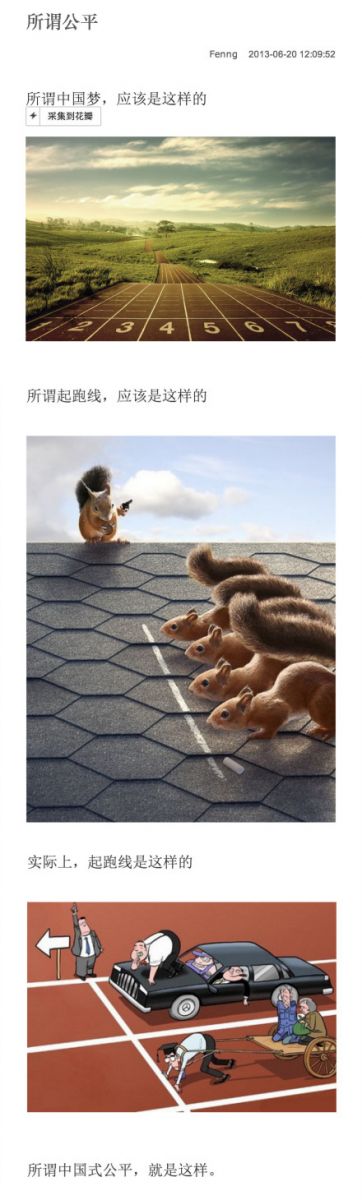 所谓公平
Fenng 2013-06-20 12:09:52
所谓中国梦，应该是这样的
采集到花瓣
1 2 3 4 5 6 7 8
所谓起跑线，应该是这样的
实际上，起跑线是这样的
所谓中国式公平，就是这样。